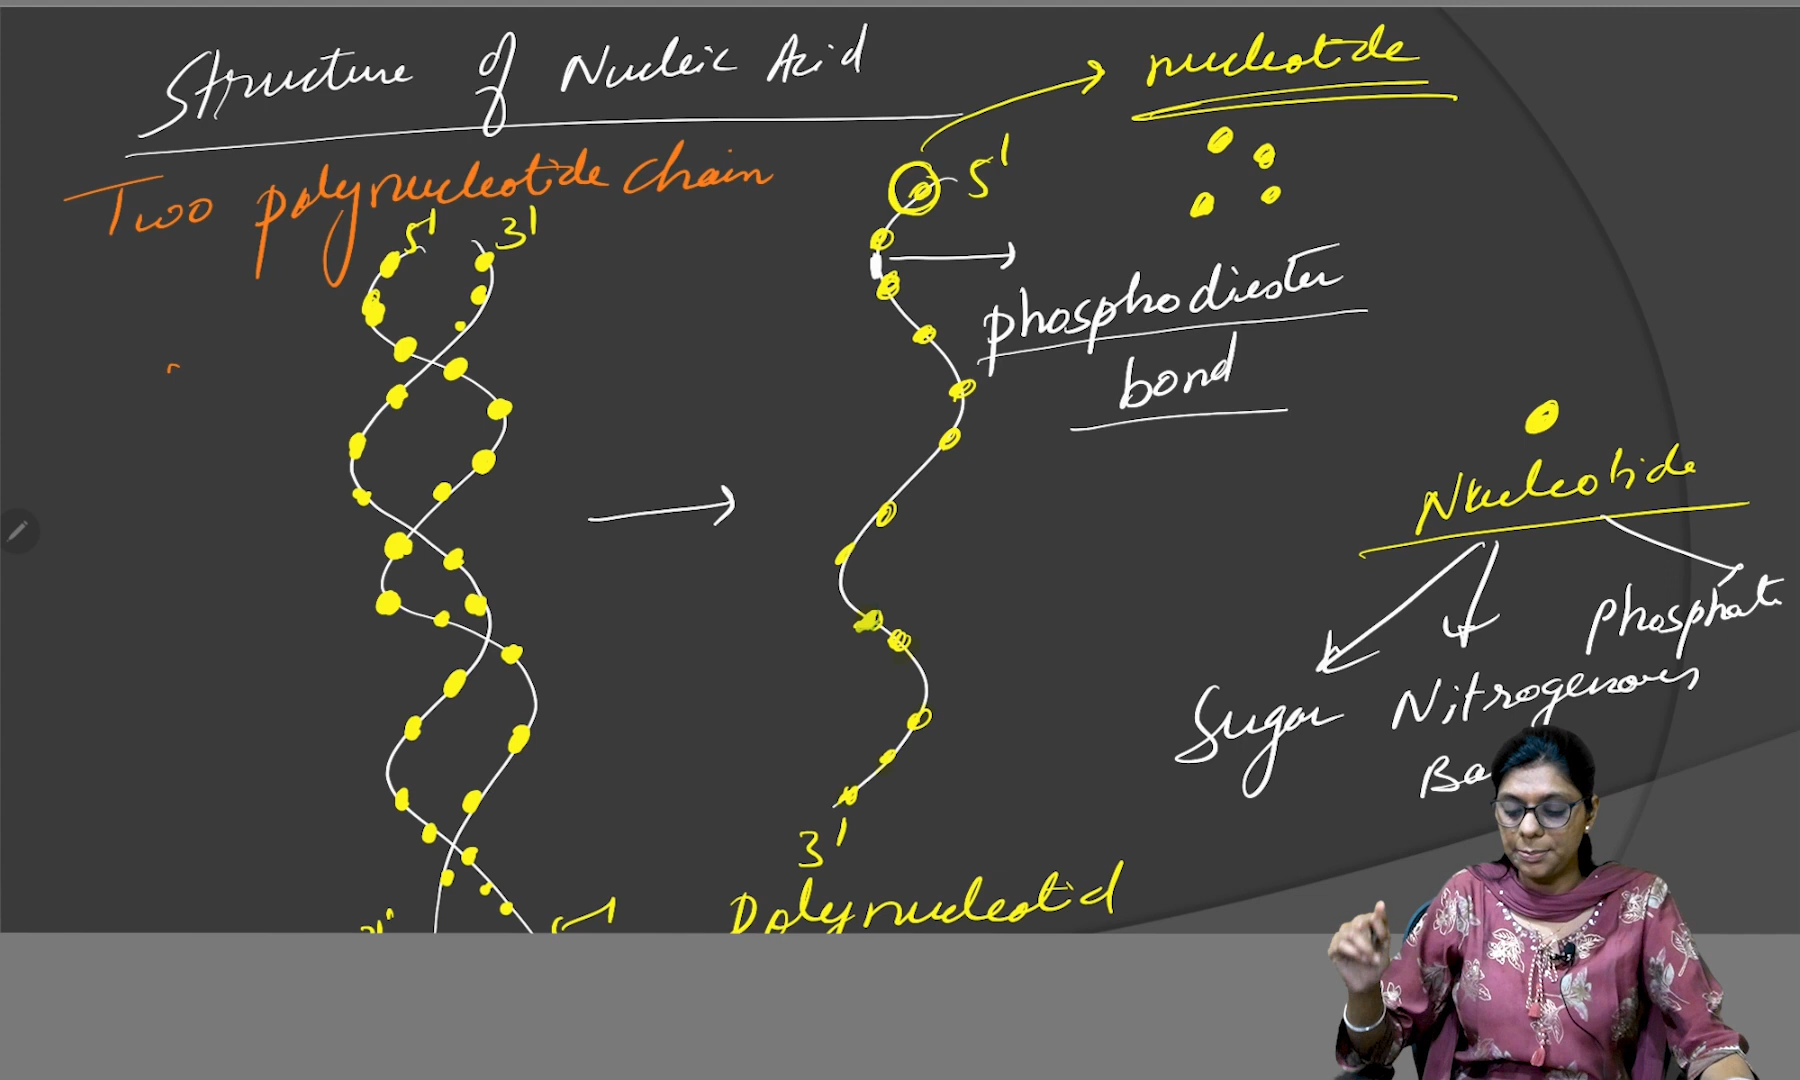 Structure of Nucleic Acid
nucleotide
Two polynucleotide chain
5'
3'
5'
phosphodiester
bond
Nucleotide
Sugar
Nitrogenous
Phosphate
3'
Polynucleotid